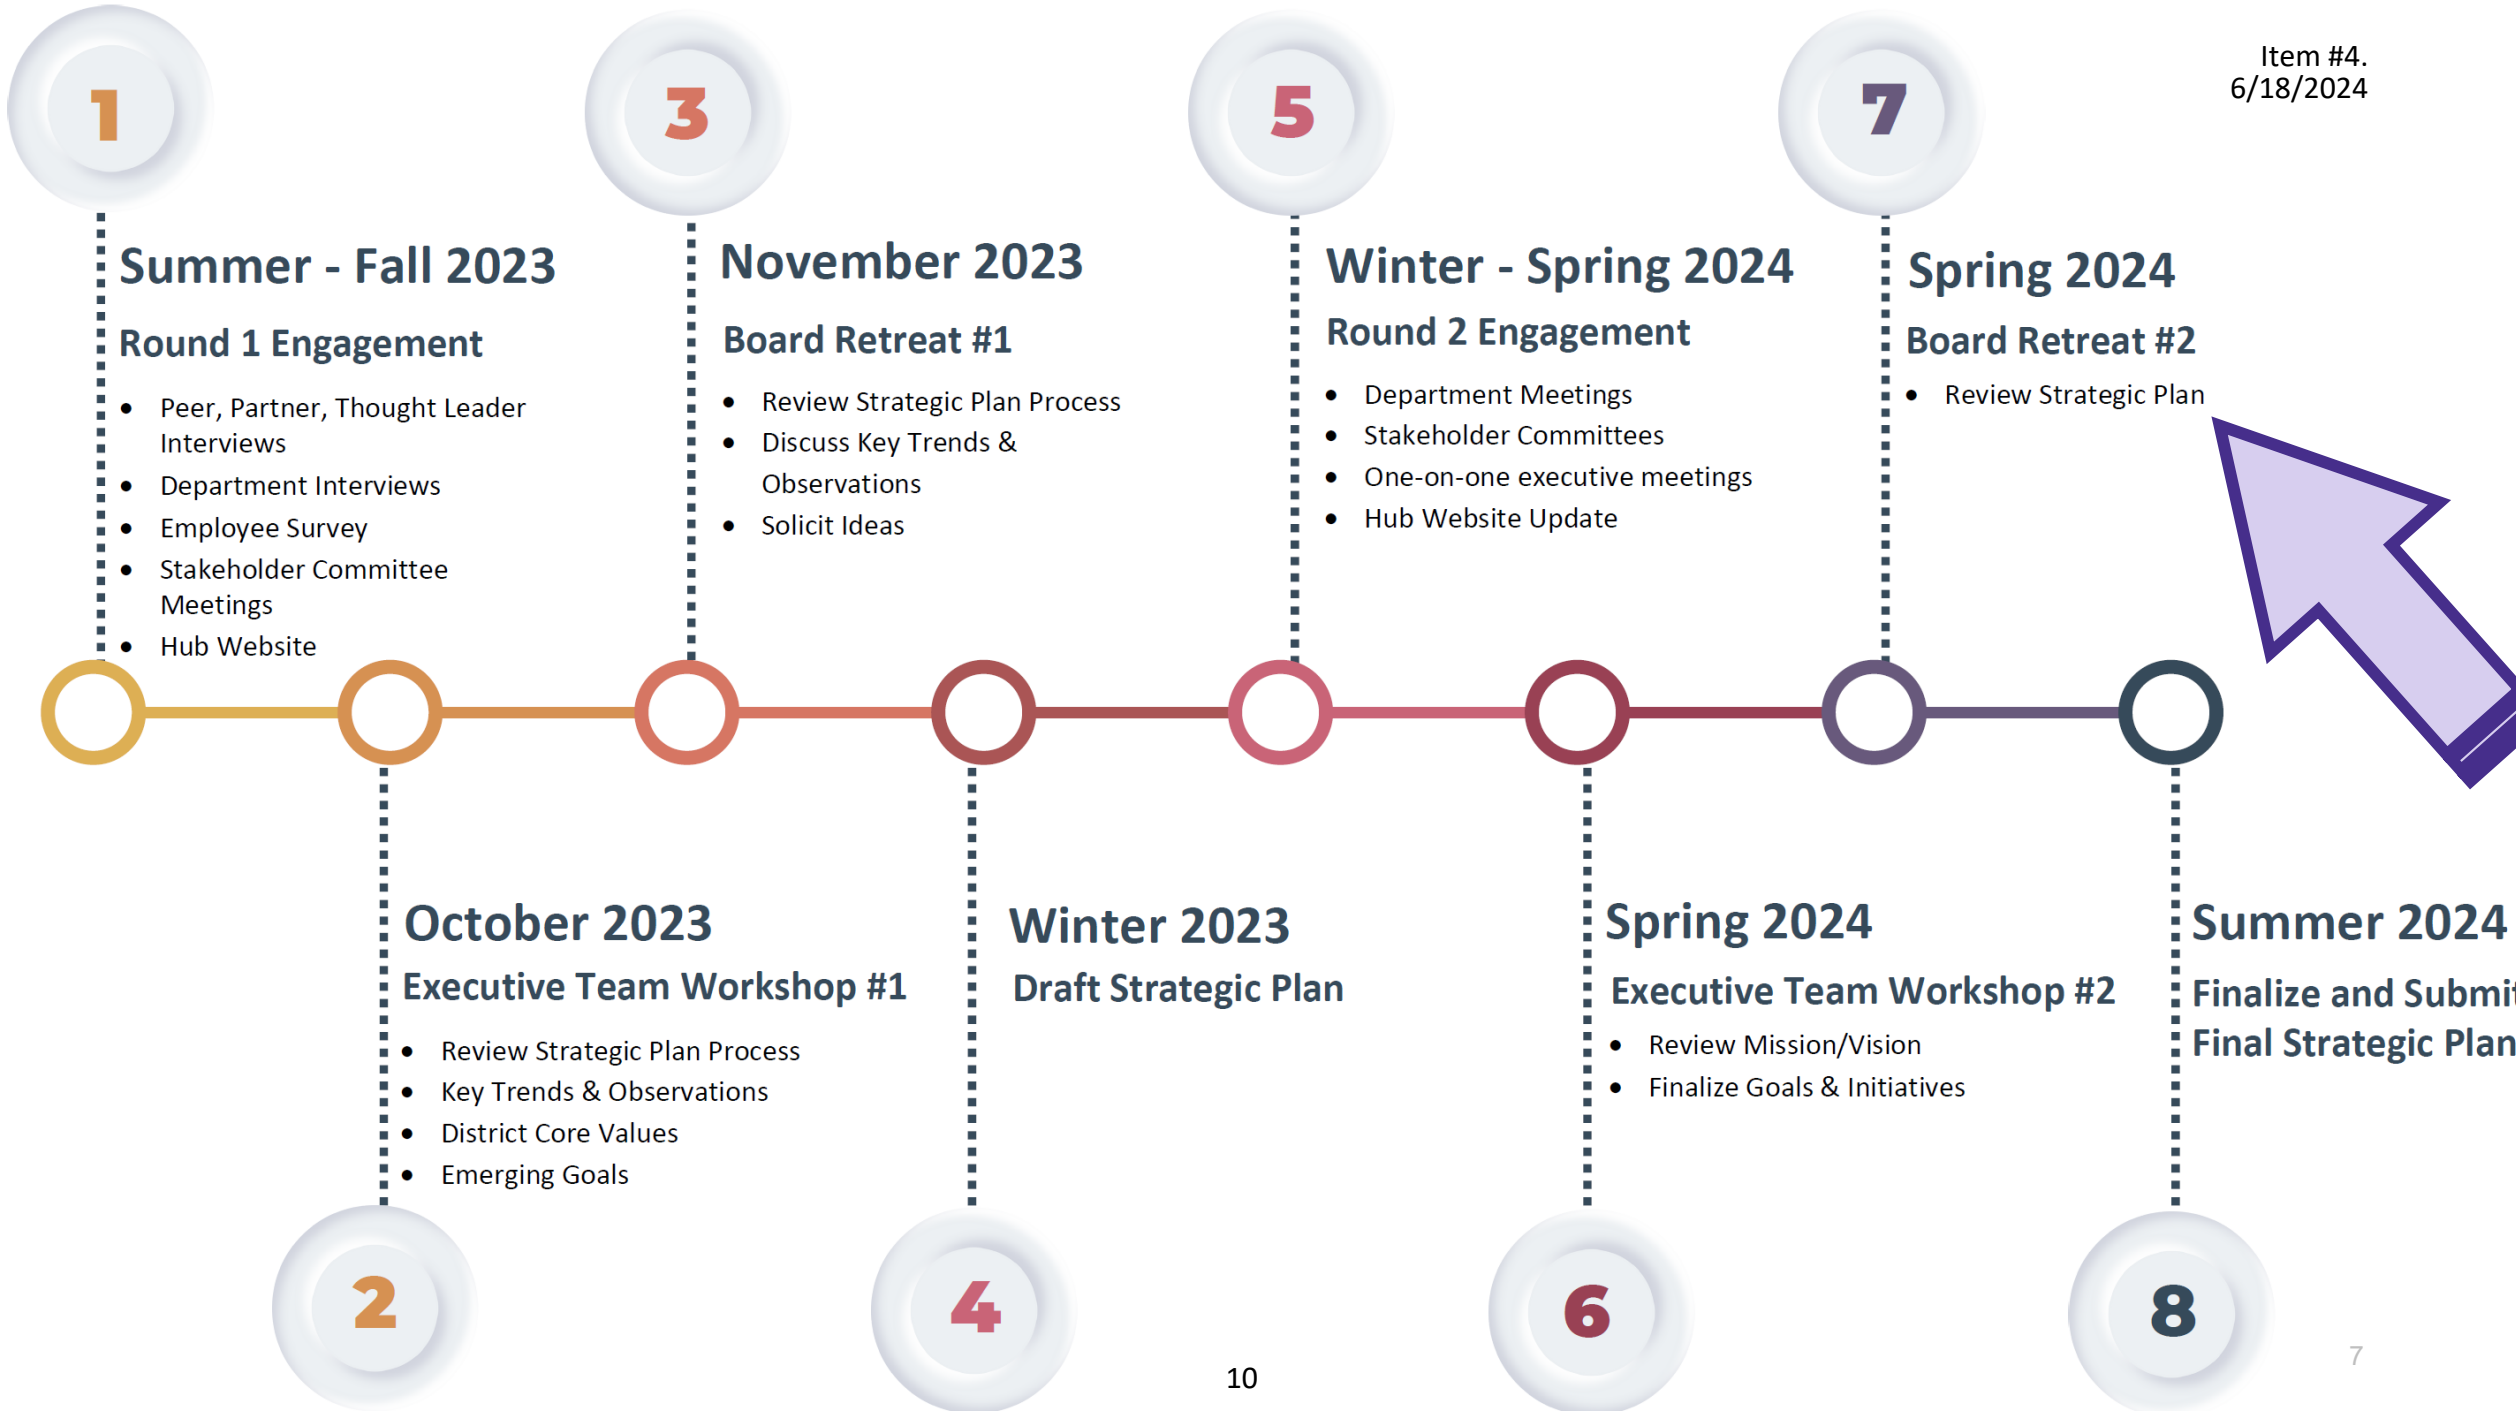 Item #4.
6/18/2024
1
Summer - Fall 2023
Round 1 Engagement
• Peer, Partner, Thought Leader
Interviews
• Department Interviews
• Employee Survey
• Stakeholder Committee
Meetings
• Hub Website
3
November 2023
Board Retreat #1
• Review Strategic Plan Process
• Discuss Key Trends &
Observations
• Solicit Ideas
5
Winter - Spring 2024
Round 2 Engagement
• Department Meetings
• Stakeholder Committees
• One-on-one executive meetings
• Hub Website Update
7
Spring 2024
Board Retreat #2
• Review Strategic Plan
October 2023
Executive Team Workshop #1
• Review Strategic Plan Process
• Key Trends & Observations
• District Core Values
• Emerging Goals
2
Winter 2023
Draft Strategic Plan
4
Spring 2024
Executive Team Workshop #2
• Review Mission/Vision
• Finalize Goals & Initiatives
6
Summer 2024
Finalize and Submit
Final Strategic Plan
8
10
7